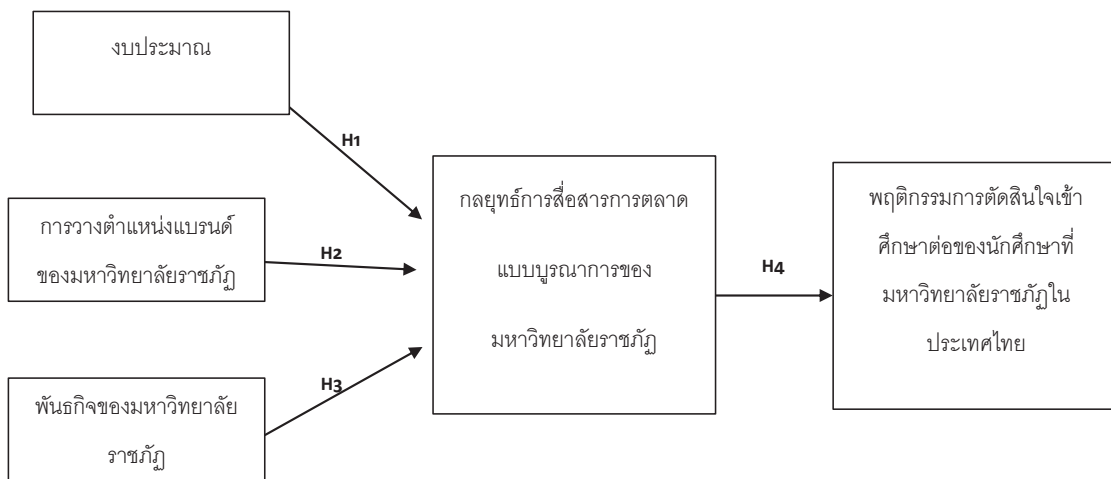 งบประมาณ
H1
การวางตำแหน่งแบรนด์
ของมหาวิทยาลัยราชภัฏ
H2
พันธกิจของมหาวิทยาลัย
ราชภัฏ
H3
กลยุทธ์การสื่อสารการตลาด
แบบบูรณาการของ
มหาวิทยาลัยราชภัฏ
H4
พฤติกรรมการตัดสินใจเข้า
ศึกษาต่อของนักศึกษาที่
มหาวิทยาลัยราชภัฏใน
ประเทศไทย